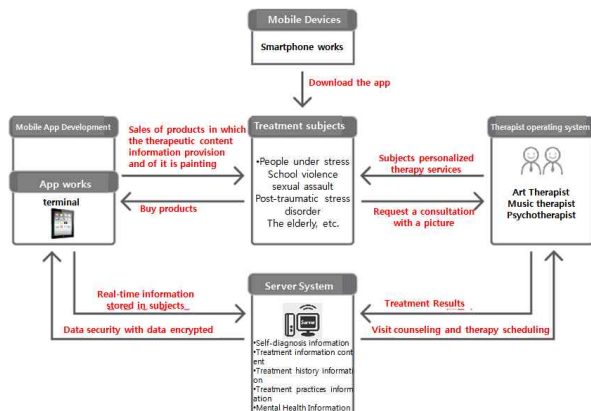 Mobile Devices
Smartphone works
Download the app
Mobile App Development
App works
terminal
Sales of products in which
the therapeutic content
information provision
and of it is painting
Buy products
Treatment subjects
•People under stress
School violence
sexual assault
Post-traumatic stress
disorder
The elderly, etc.
Subjects personalized
therapy services
Request a consultation
with a picture
Therapist operating system
Art Therapist
Music therapist
Psychotherapist
Real-time information
stored in subjects
Data security with data encrypted
Server System
Server
•Self-diagnosis information
•Treatment information cont
ent
•Treatment history informati
on
•Treatment practices inform
ation
•Mental Health Information
Treatment Results
Visit counseling and therapy scheduling